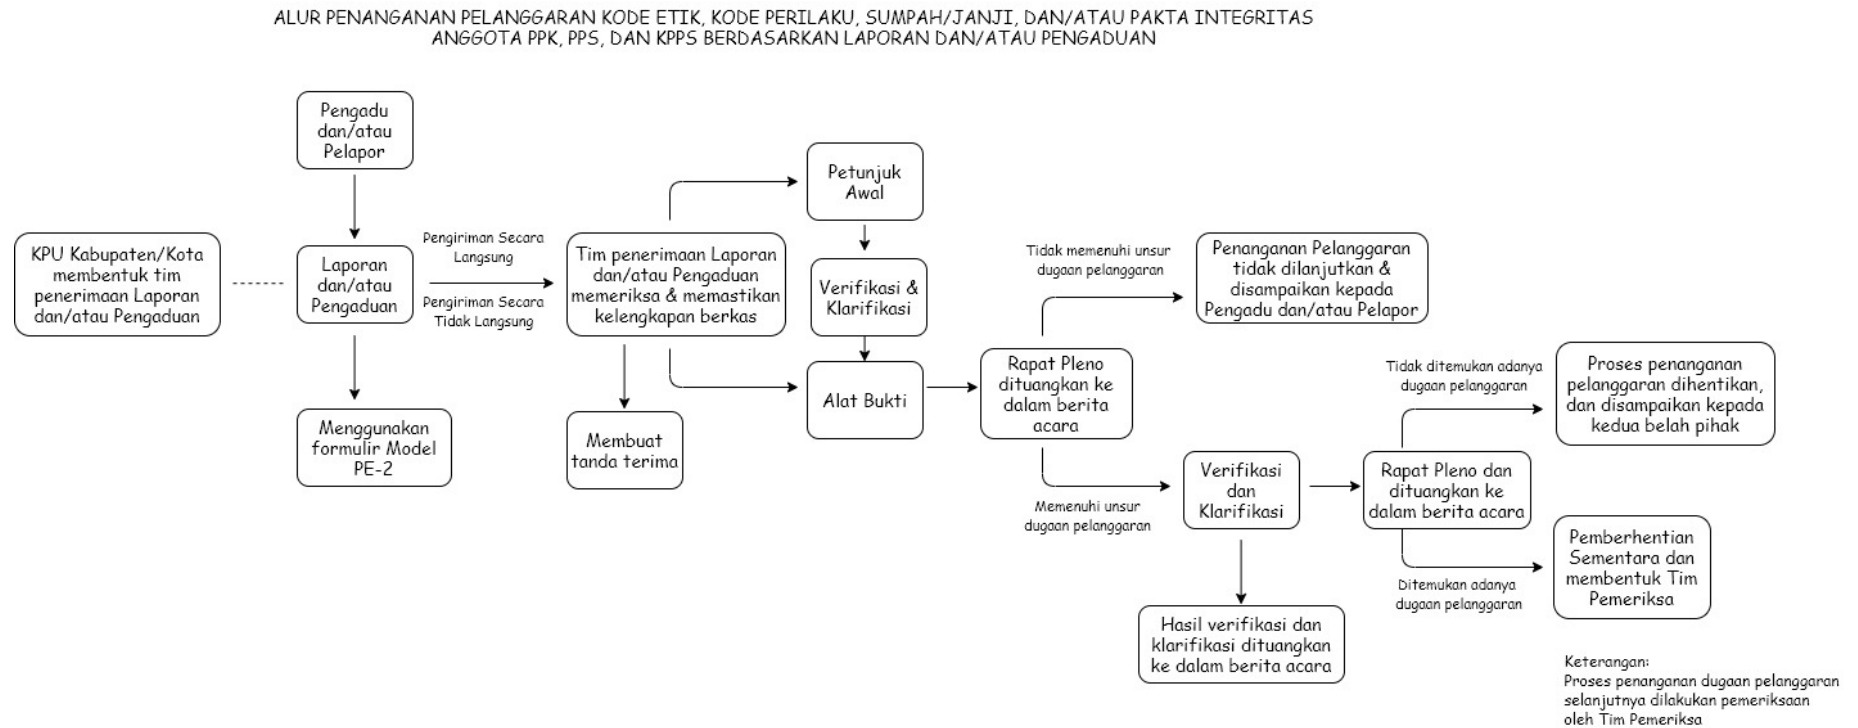 ALUR PENANGANAN PELANGGARAN KODE ETIK, KODE PERILAKU, SUMPAH/JANJI, DAN/ATAU PAKTA INTEGRITAS
ANGGOTA PPK, PPS, DAN KPPS BERDASARKAN LAPORAN DAN/ATAU PENGADUAN
Pengadu
dan/atau
Pelapor
KPU Kabupaten/Kota
membentuk tim
penerimaan Laporan
dan/atau Pengaduan
Laporan
dan/atau
Pengaduan
Menggunakan
formulir Model
PE-2
Pengiriman Secara
Langsung
Pengiriman Secara
Tidak Langsung
Tim penerimaan Laporan
dan/atau Pengaduan
memeriksa & memastikan
kelengkapan berkas
Membuat
tanda terima
Petunjuk
Awal
Verifikasi &
Klarifikasi
Alat Bukti
Rapat Pleno
dituangkan ke
dalam berita
acara
Tidak memenuhi unsur
dugaan pelanggaran
Penanganan Pelanggaran
tidak dilanjutkan &
disampaikan kepada
Pengadu dan/atau Pelapor
Memenuhi unsur
dugaan pelanggaran
Verifikasi
dan
Klarifikasi
Hasil verifikasi dan
klarifikasi dituangkan
ke dalam berita acara
Rapat Pleno dan
dituangkan ke
dalam berita acara
Tidak ditemukan adanya
dugaan pelanggaran
Proses penanganan
pelanggaran dihentikan,
dan disampaikan kepada
kedua belah pihak
Ditemukan adanya
dugaan pelanggaran
Pemberhentian
Sementara dan
membentuk Tim
Pemeriksa
Keterangan:
Proses penanganan dugaan pelanggaran
selanjutnya dilakukan pemeriksaan
oleh Tim Pemeriksa